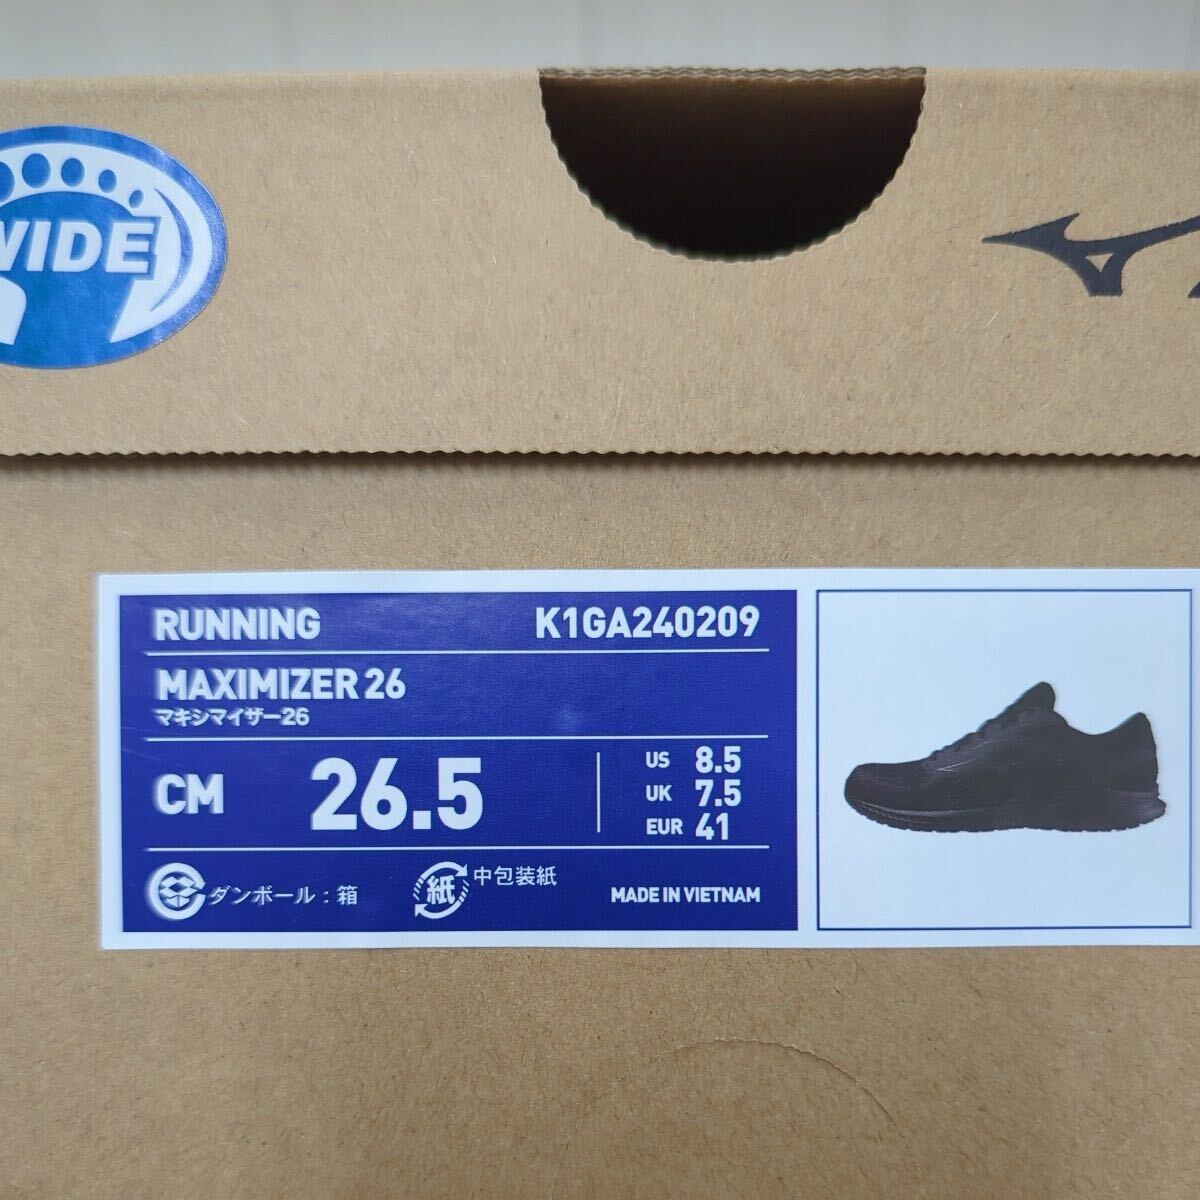 WIDE
RUNNING K1GA240209
MAXIMIZER 26
マキシマイザー26
CM 26.5
US 8.5
UK 7.5
EUR 41
ダンボール：箱
紙 中包装紙
MADE IN VIETNAM